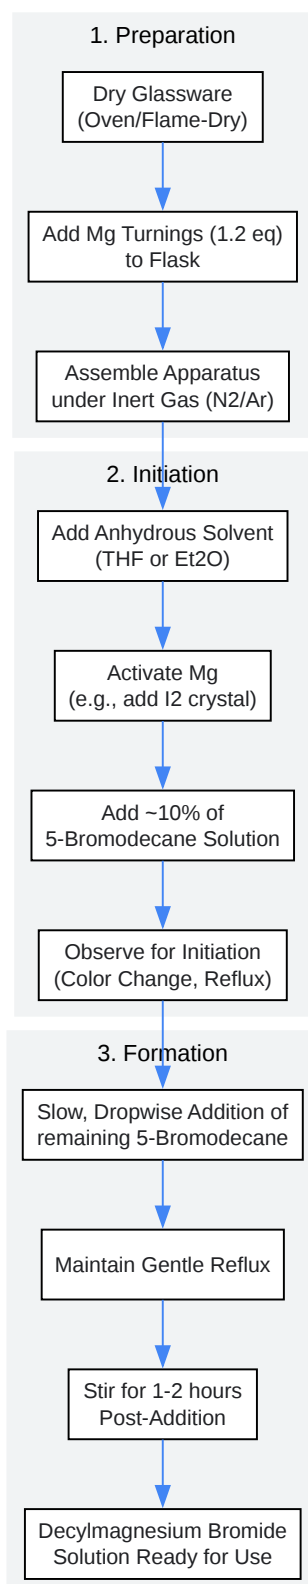 1. Preparation
Dry Glassware
(Oven/Flame-Dry)
Add Mg Turnings (1.2 eq)
to Flask
Assemble Apparatus
under Inert Gas (N2/Ar)
2. Initiation
Add Anhydrous Solvent
(THF or Et2O)
Activate Mg
(e.g., add I2 crystal)
Add ~10% of
5-Bromodecane Solution
Observe for Initiation
(Color Change, Reflux)
3. Formation
Slow, Dropwise Addition of
remaining 5-Bromodecane
Maintain Gentle Reflux
Stir for 1-2 hours
Post-Addition
Decylmagnesium Bromide
Solution Ready for Use